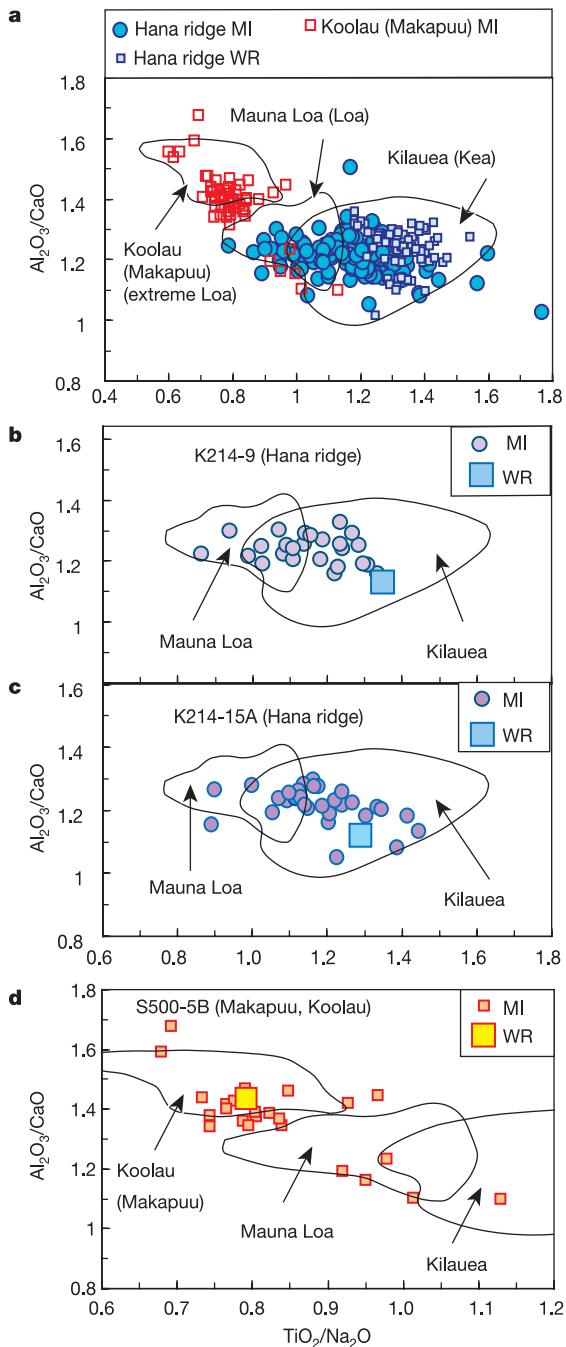 a
Hana ridge MI
Koolau (Makapuu) MI
Hana ridge WR
1.8
1.6
1.4
1.2
1
0.8
Al₂O₃/CaO
Mauna Loa (Loa)
Kilauea (Kea)
Koolau
(Makapuu)
(extreme Loa)
0.4 0.6 0.8 1 1.2 1.4 1.6 1.8
b
K214-9 (Hana ridge)
MI
WR
1.6
1.4
1.2
1
0.8
Al₂O₃/CaO
Mauna Loa
Kilauea
c
K214-15A (Hana ridge)
MI
WR
1.6
1.4
1.2
1
0.8
Al₂O₃/CaO
Mauna Loa
Kilauea
0.6 0.8 1.0 1.2 1.4 1.6 1.8
d
S500-5B (Makapuu, Koolau)
MI
WR
1.8
1.6
1.4
1.2
1
0.8
Al₂O₃/CaO
Koolau
(Makapuu)
Mauna Loa
Kilauea
0.6 0.7 0.8 0.9 1.0 1.1 1.2
TiO₂/Na₂O